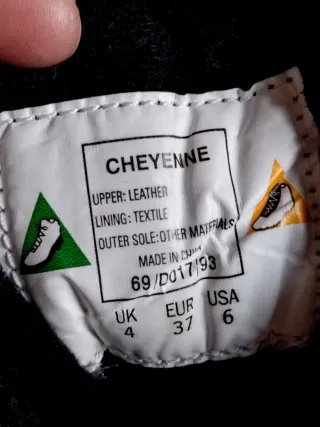 CHEYENNE
UPPER: LEATHER
LINING: TEXTILE
OUTER SOLE: OTHER MATERIALS
MADE IN CHINA
69/D017/93
UK EUR USA
4 37 6